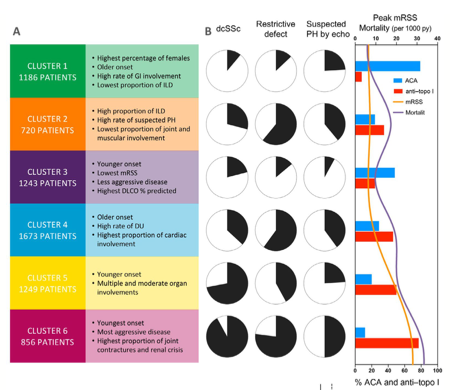 A
B
dcSSc
Restrictive
defect
Suspected
PH by echo
Peak mRSS
Mortality (per 1000 py)
0 10 20 30 40
CLUSTER 1
1186 PATIENTS
• Highest percentage of females
• Older onset
• High rate of GI involvement
• Lowest proportion of ILD
ACA
anti–topo I
mRSS
Mortalit
CLUSTER 2
720 PATIENTS
• High proportion of ILD
• High rate of suspected PH
• Lowest proportion of joint and
muscular involvement
CLUSTER 3
1243 PATIENTS
• Younger onset
• Lowest mRSS
• Less aggressive disease
• Highest DLCO % predicted
CLUSTER 4
1673 PATIENTS
• Older onset
• High rate of DU
• Highest proportion of cardiac
involvement
CLUSTER 5
1249 PATIENTS
• Younger onset
• Multiple and moderate organ
involvements
CLUSTER 6
856 PATIENTS
• Youngest onset
• Most aggressive disease
• Highest proportion of joint
contractures and renal crisis
0 20 40 60 80 100
% ACA and anti–topo I